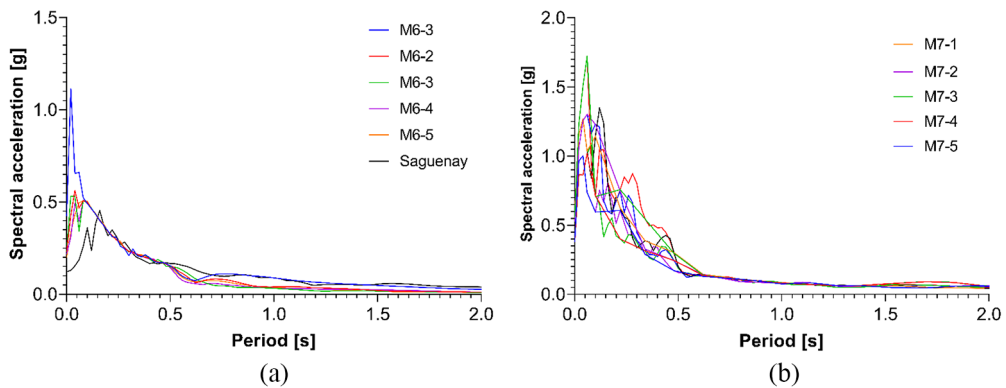 1.5
1.0
0.5
0.0
Spectral acceleration [g]
0.0 0.5 1.0 1.5 2.0
Period [s]
M6-3
M6-2
M6-3
M6-4
M6-5
Saguenay
(a)
2.0
1.5
1.0
0.5
0.0
Spectral acceleration [g]
0.0 0.5 1.0 1.5 2.0
Period [s]
M7-1
M7-2
M7-3
M7-4
M7-5
(b)